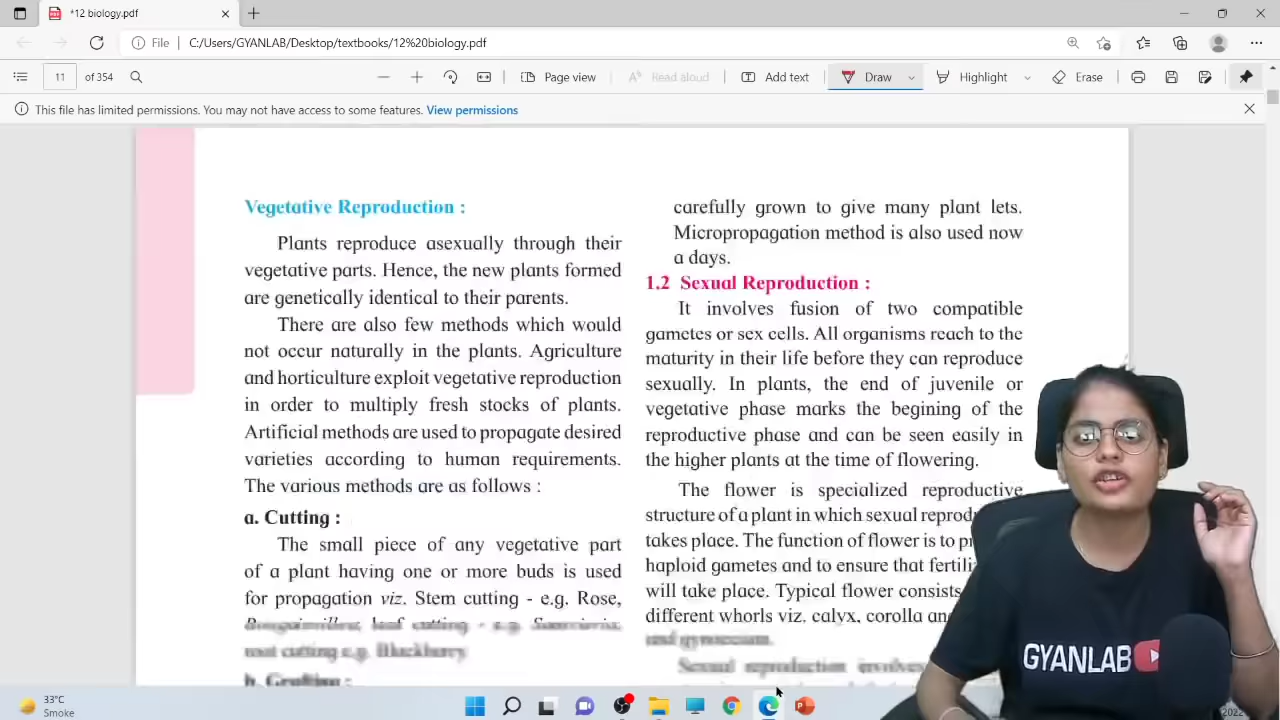 *12 biology.pdf
File
C:/Users/GYANLAB/Desktop/textbooks/12%20biology.pdf
11 of 354
Page view
Read aloud
Add text
Draw
Highlight
Erase
This file has limited permissions. You may not have access to some features. View permissions
Vegetative Reproduction :
Plants reproduce asexually through their
vegetative parts. Hence, the new plants formed
are genetically identical to their parents.
There are also few methods which would
not occur naturally in the plants. Agriculture
and horticulture exploit vegetative reproduction
in order to multiply fresh stocks of plants.
Artificial methods are used to propagate desired
varieties according to human requirements.
The various methods are as follows :
a. Cutting :
The small piece of any vegetative part
of a plant having one or more buds is used
for propagation viz. Stem cutting - e.g. Rose,
leaf cutting - e.g.
root cutting e.g. Blackberry
b. Grafting :
carefully grown to give many plant lets.
Micropropagation method is also used now
a days.
1.2 Sexual Reproduction :
It involves fusion of two compatible
gametes or sex cells. All organisms reach to the
maturity in their life before they can reproduce
sexually. In plants, the end of juvenile or
vegetative phase marks the begining of the
reproductive phase and can be seen easily in
the higher plants at the time of flowering.
The flower is specialized reproductive
structure of a plant in which sexual reprod
takes place. The function of flower is to p
haploid gametes and to ensure that fertili
will take place. Typical flower consists
different whorls viz. calyx, corolla an
and gynoecium.
Sexual reproduction involves
GYANLAB
33°C
Smoke